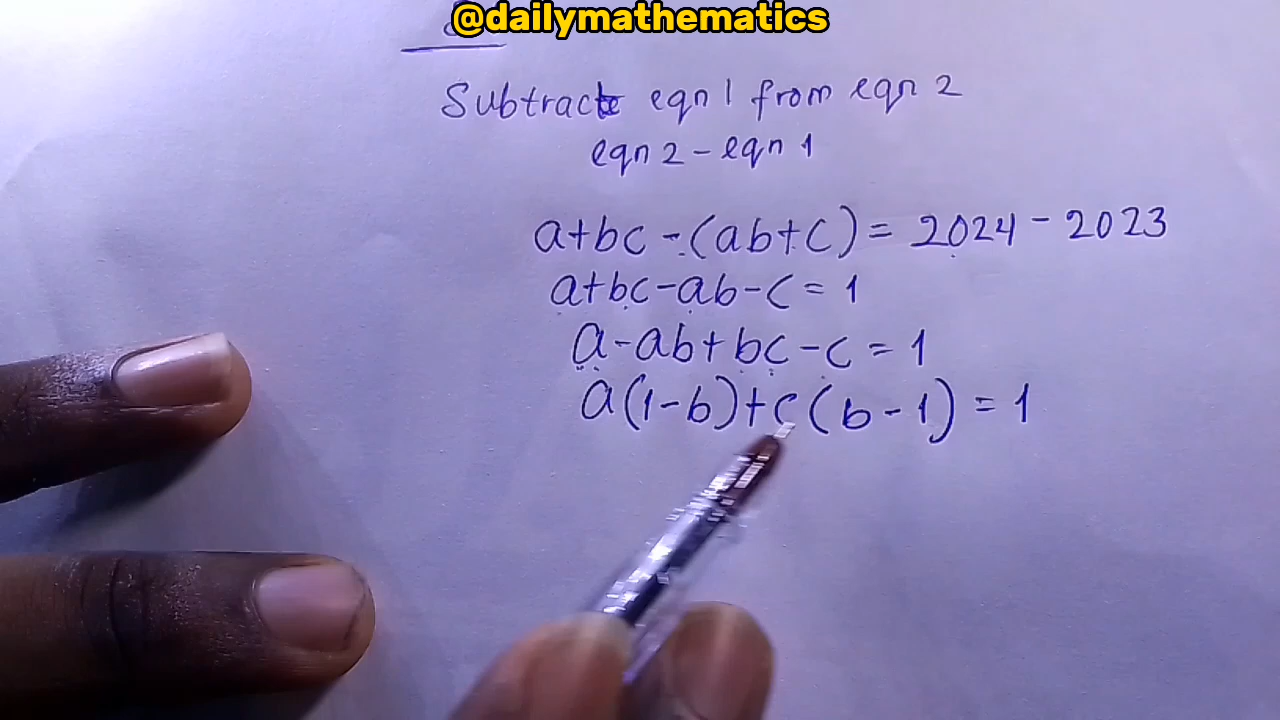 @dailymathematics
Subtract eqn 1 from eqn 2
eqn 2 - eqn 1
a+bc -(ab+c) = 2024 - 2023
a+bc-ab-c = 1
a-ab+bc-c = 1
a(1-b)+c(b-1) = 1